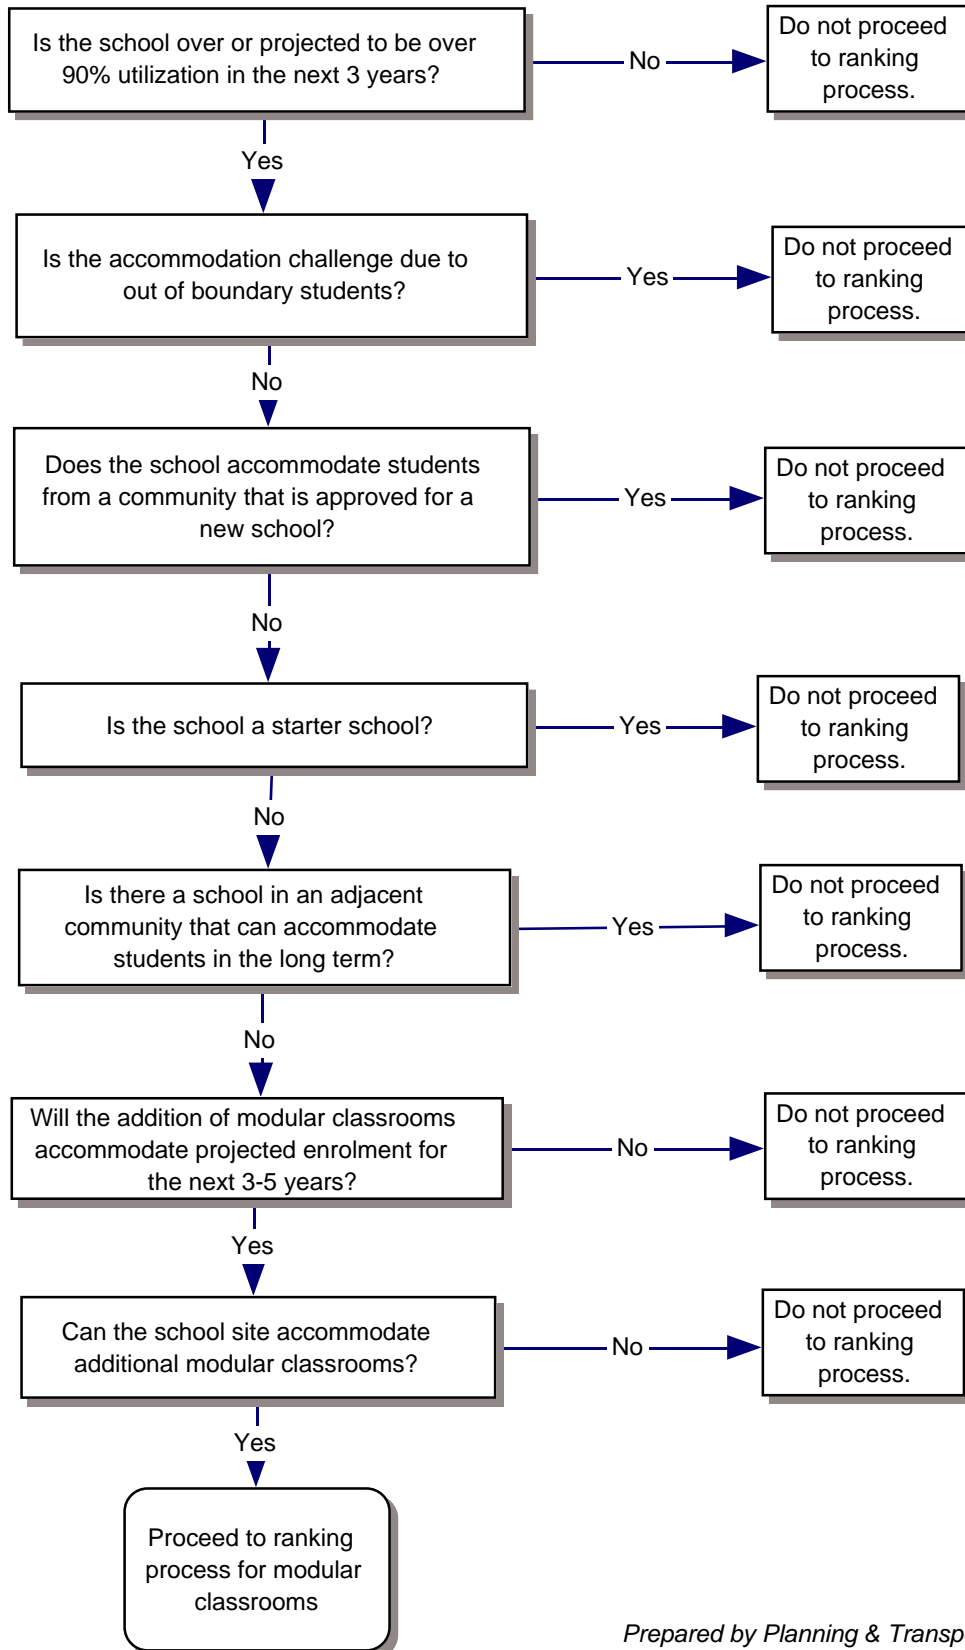 Is the school over or projected to be over
90% utilization in the next 3 years?
No
Do not proceed
to ranking
process.
Yes
Is the accommodation challenge due to
out of boundary students?
Yes
Do not proceed
to ranking
process.
No
Does the school accommodate students
from a community that is approved for a
new school?
Yes
Do not proceed
to ranking
process.
No
Is the school a starter school?
Yes
Do not proceed
to ranking
process.
No
Is there a school in an adjacent
community that can accommodate
students in the long term?
Yes
Do not proceed
to ranking
process.
No
Will the addition of modular classrooms
accommodate projected enrolment for
the next 3-5 years?
No
Do not proceed
to ranking
process.
Yes
Can the school site accommodate
additional modular classrooms?
No
Do not proceed
to ranking
process.
Yes
Proceed to ranking
process for modular
classrooms
Prepared by Planning & Transp